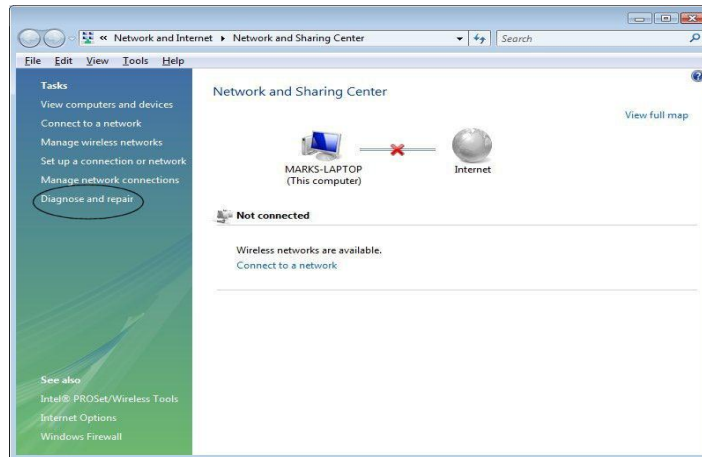 « Network and Internet ▸ Network and Sharing Center
Search
File Edit View Tools Help
Tasks
View computers and devices
Connect to a network
Manage wireless networks
Set up a connection or network
Manage network connections
Diagnose and repair
See also
Intel® PROSet/Wireless Tools
Internet Options
Windows Firewall
Network and Sharing Center
View full map
MARKS-LAPTOP
(This computer)
Internet
Not connected
Wireless networks are available.
Connect to a network